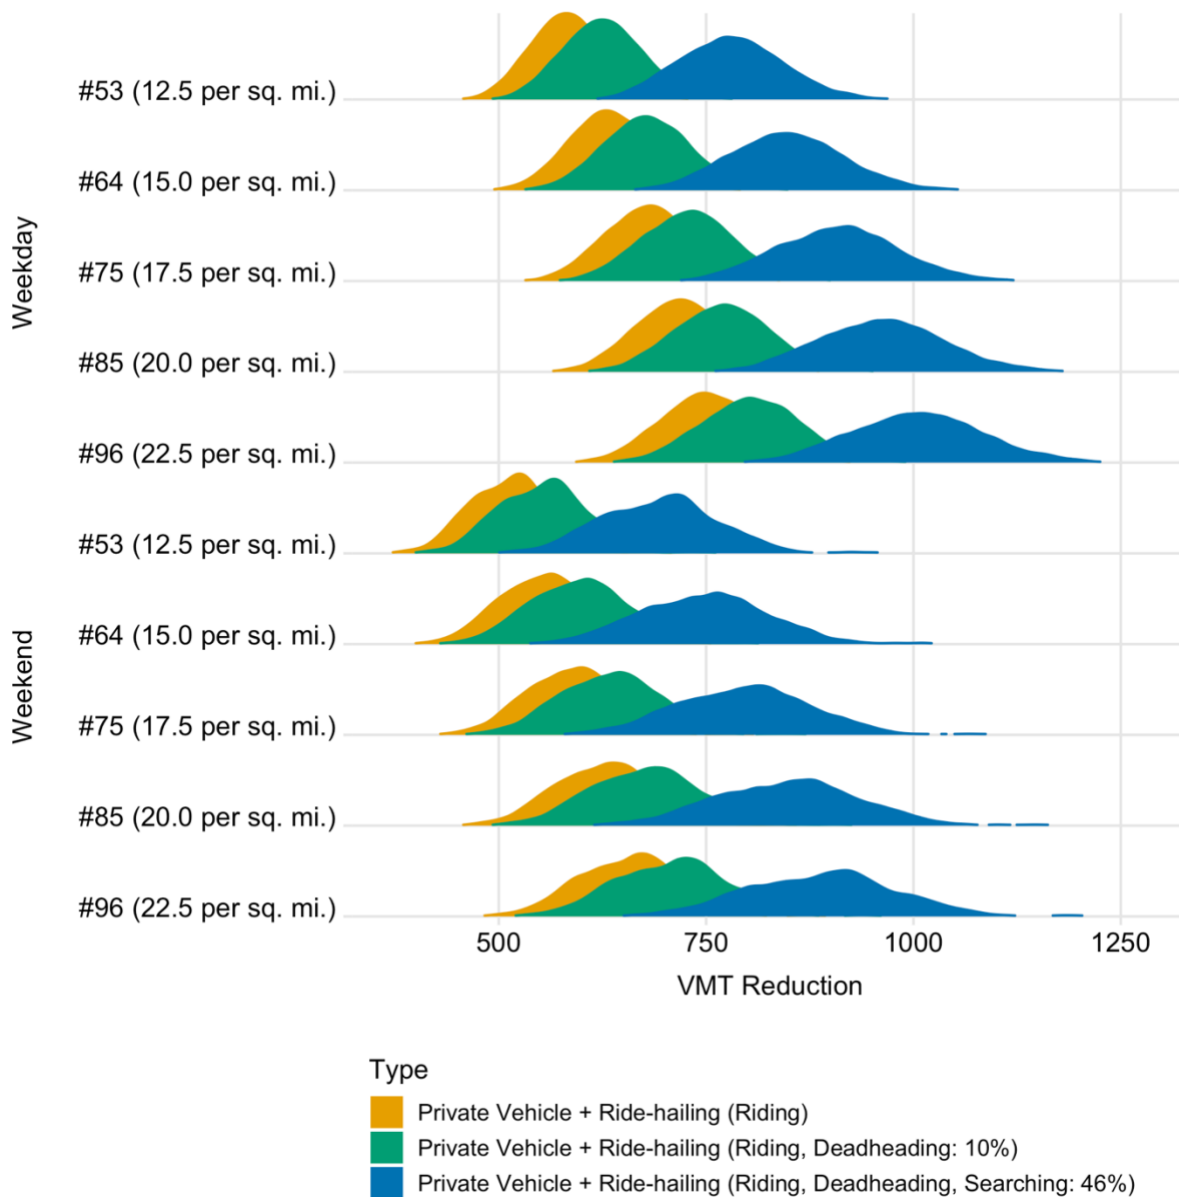 Weekday
#53 (12.5 per sq. mi.)
#64 (15.0 per sq. mi.)
#75 (17.5 per sq. mi.)
#85 (20.0 per sq. mi.)
#96 (22.5 per sq. mi.)
Weekend
#53 (12.5 per sq. mi.)
#64 (15.0 per sq. mi.)
#75 (17.5 per sq. mi.)
#85 (20.0 per sq. mi.)
#96 (22.5 per sq. mi.)
500 750 1000 1250
VMT Reduction
Type
Private Vehicle + Ride-hailing (Riding)
Private Vehicle + Ride-hailing (Riding, Deadheading: 10%)
Private Vehicle + Ride-hailing (Riding, Deadheading, Searching: 46%)